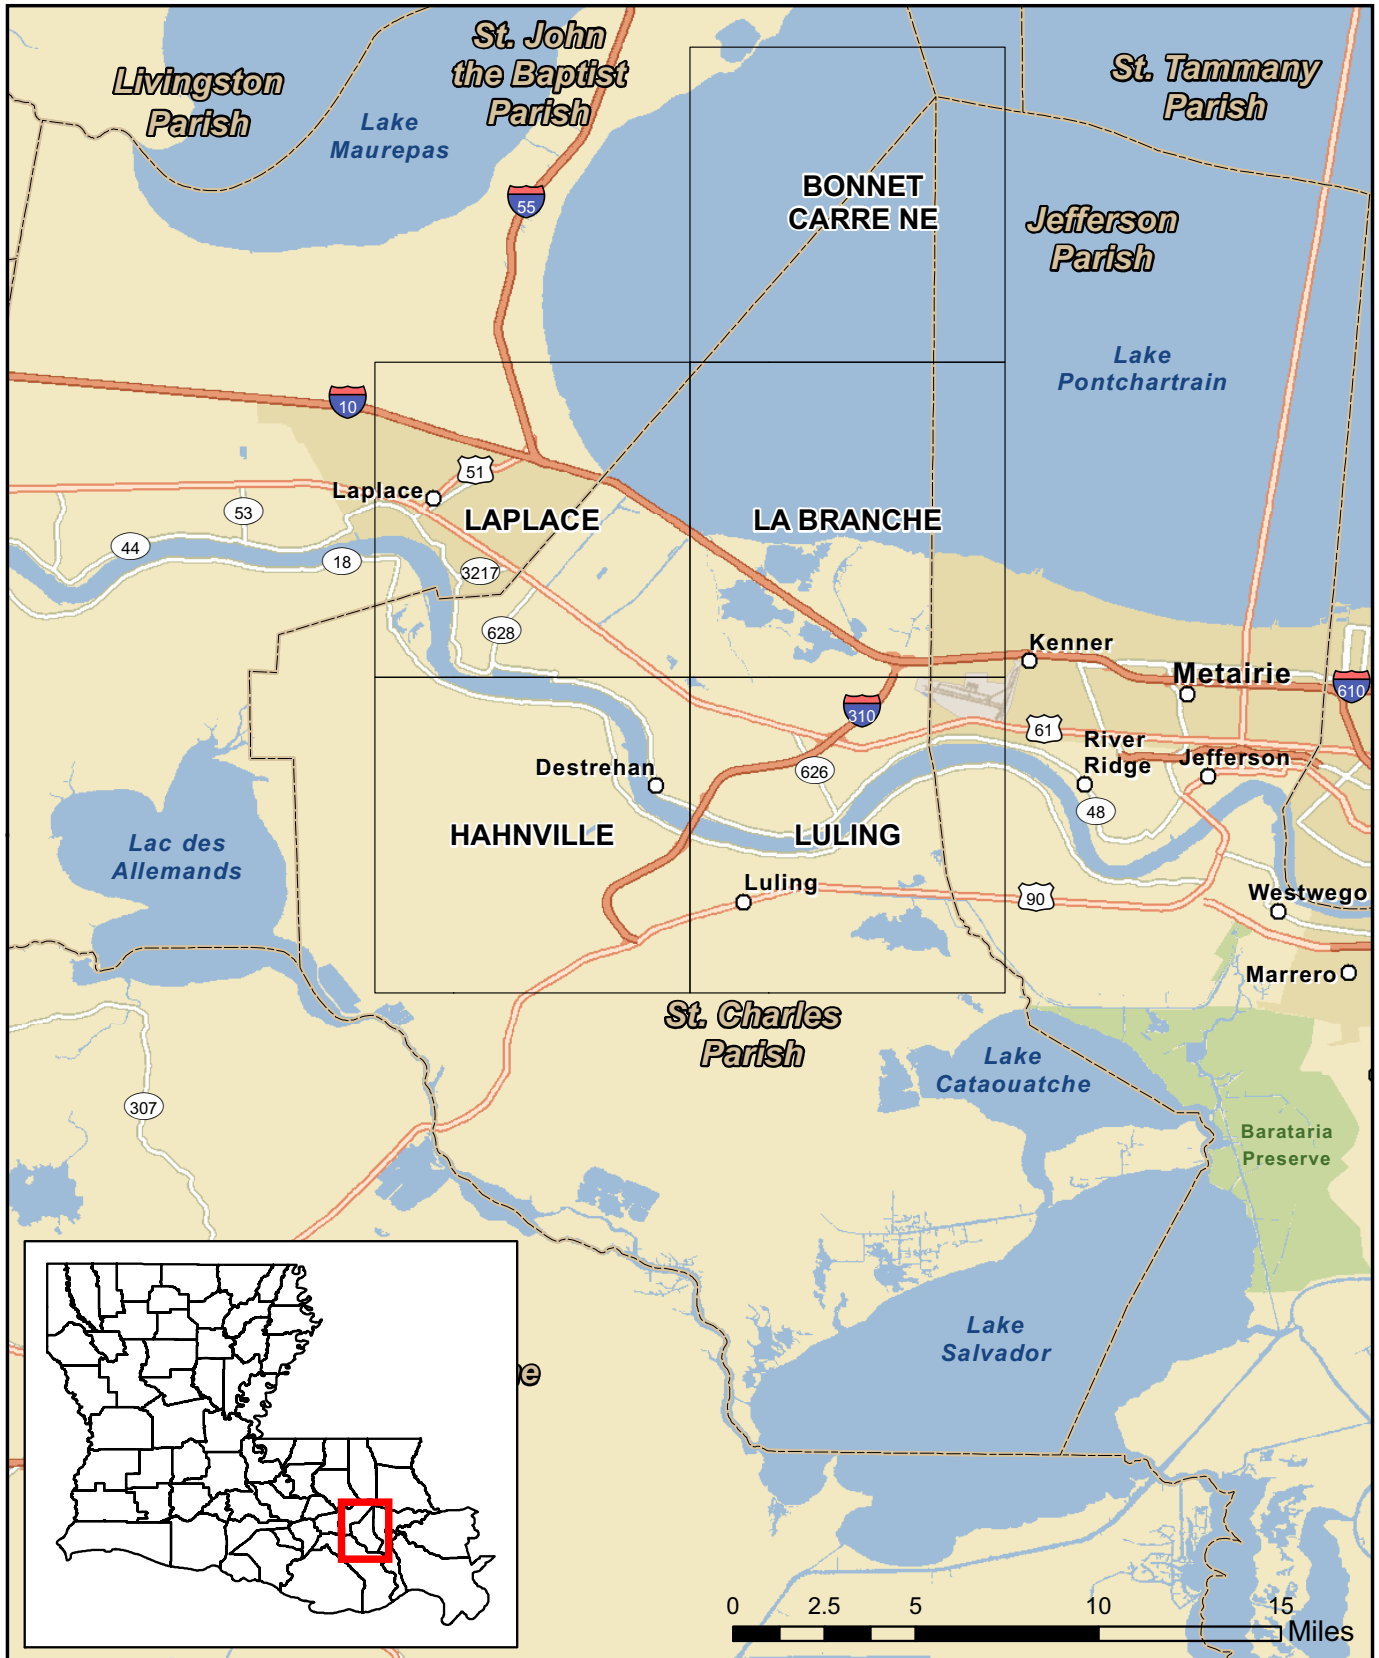 St. John
the Baptist
Parish
Livingston
Parish
St. Tammany
Parish
Lake
Maurepas
BONNET
CARRE NE
55
Jefferson
Parish
Lake
Pontchartrain
10
51
Laplace
53
LAPLACE
LA BRANCHE
44
18
3217
628
Kenner
Metairie
610
310
61
River
Ridge
Jefferson
Destrehan
626
48
HAHNVILLE
LULING
Lac des
Allemands
Luling
90
Westwego
Marrero
St. Charles
Parish
Lake
Cataouatche
307
Barataria
Preserve
Lake
Salvador
e
0 2.5 5 10 15
Miles